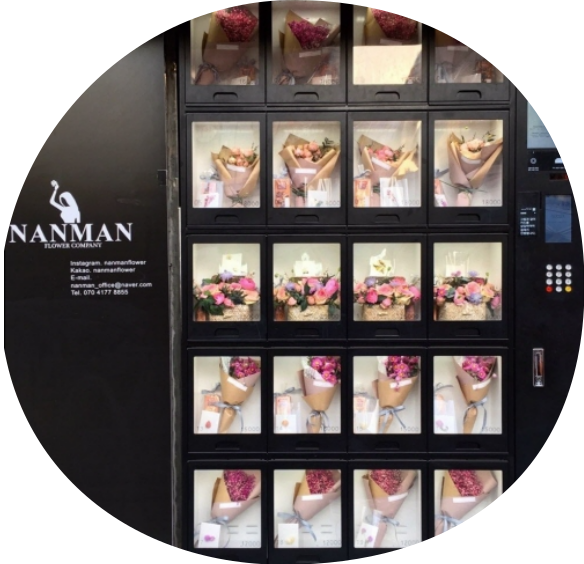 NANMAN
FLOWER COMPANY
Instagram. nanmanflower
Kakao. nanmanflower
E-mail.
nanman_office@naver.com
Tel. 070 4177 8855